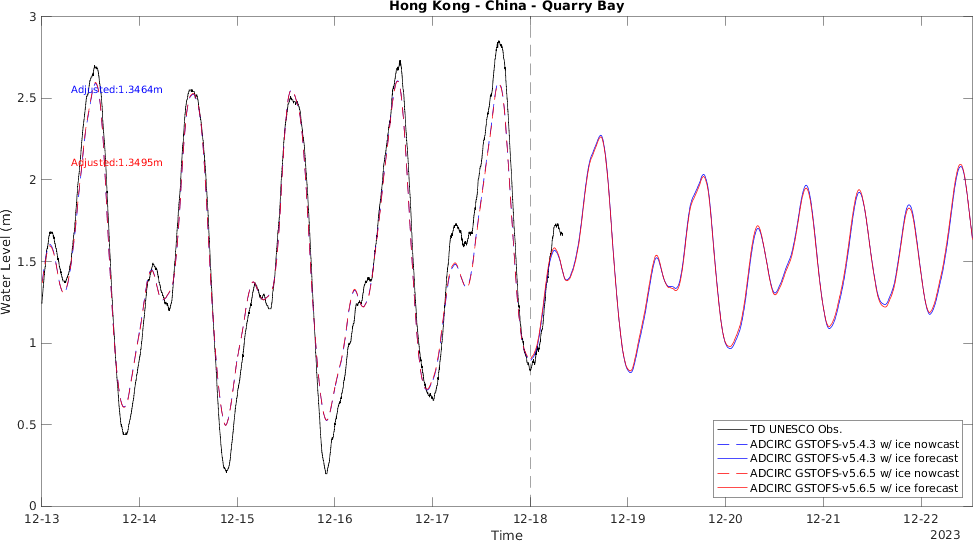 Hong Kong - China - Quarry Bay
3
2.5
2
1.5
1
0.5
0
Water Level (m)
Adjusted:1.3464m
Adjusted:1.3495m
TD UNESCO Obs.
ADCIRC GSTOFS-v5.4.3 w/ ice nowcast
ADCIRC GSTOFS-v5.4.3 w/ ice forecast
ADCIRC GSTOFS-v5.6.5 w/ ice nowcast
ADCIRC GSTOFS-v5.6.5 w/ ice forecast
12-13 12-14 12-15 12-16 12-17 12-18 12-19 12-20 12-21 12-22
Time
2023